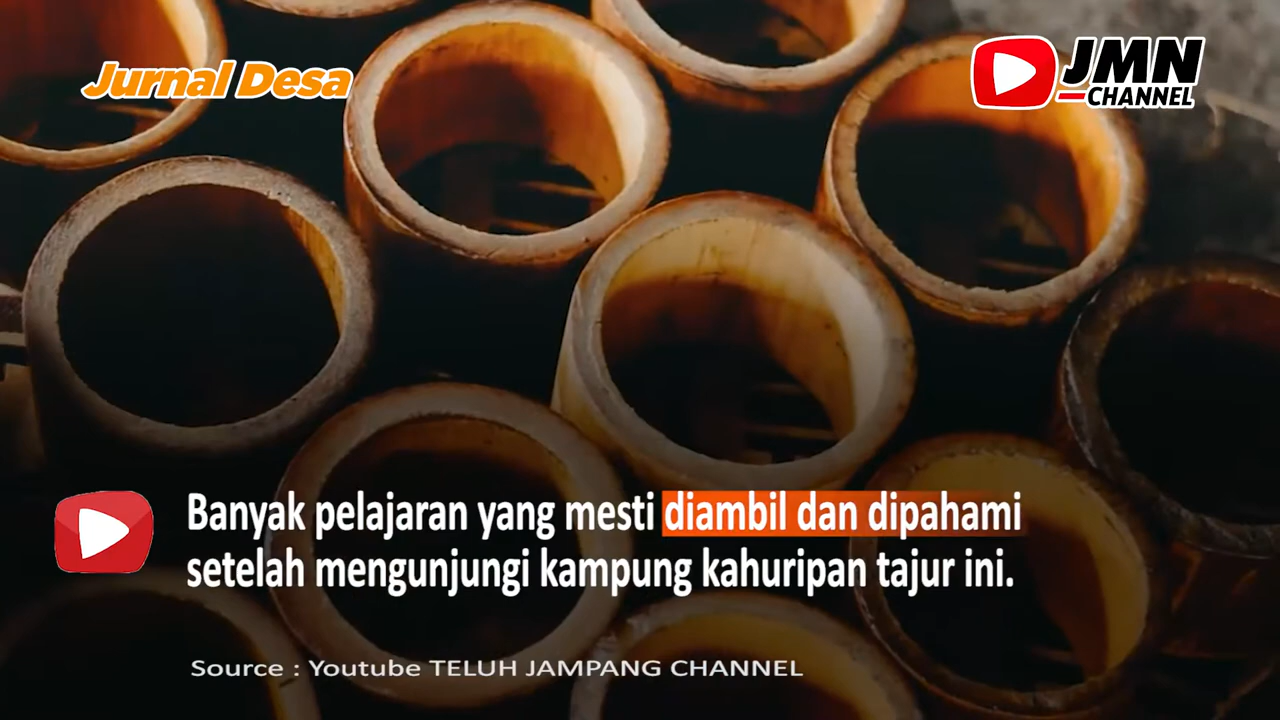 Jurnal Desa
JMN
CHANNEL
Banyak pelajaran yang mesti diambil dan dipahami
setelah mengunjungi kampung kahuripan tajur ini.
Source : Youtube TELUH JAMPANG CHANNEL